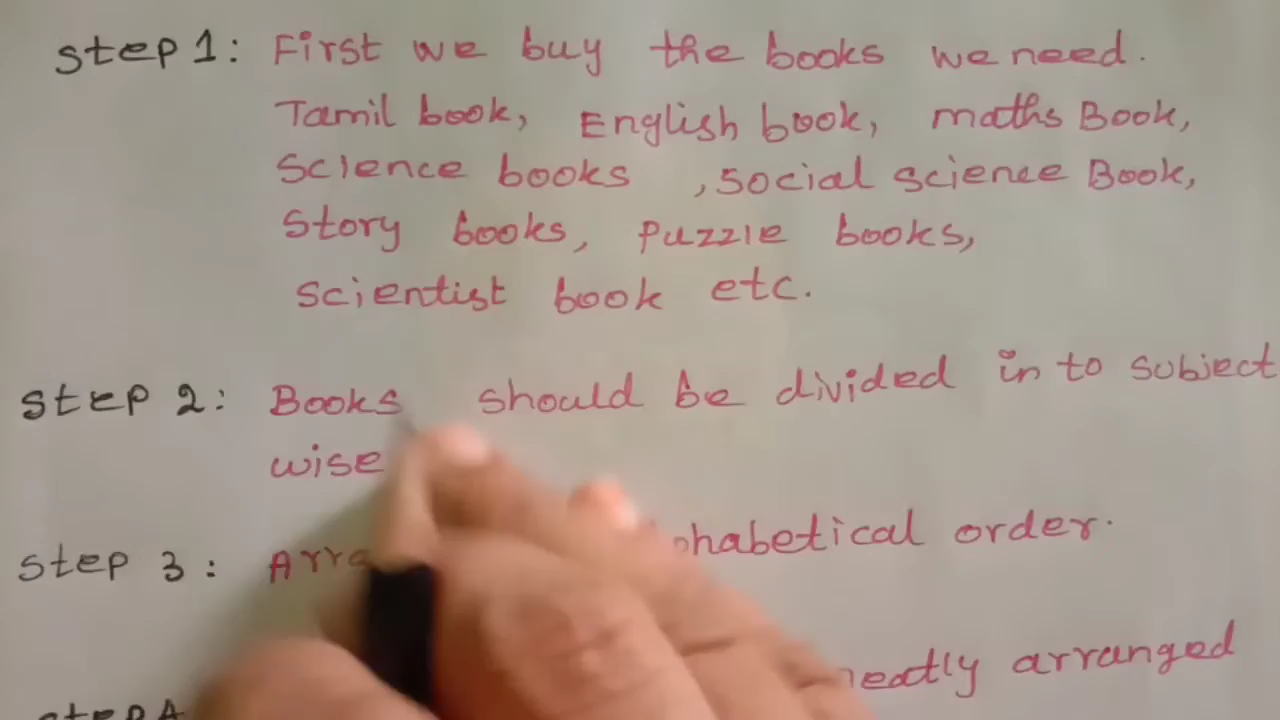 step 1: First we buy the books we need.
Tamil book, English book, maths Book,
Science books , Social science Book,
Story books, Puzzle books,
Scientist book etc.
step 2: Books should be divided in to subject
wise
step 3: order.
neatly arranged
step 4